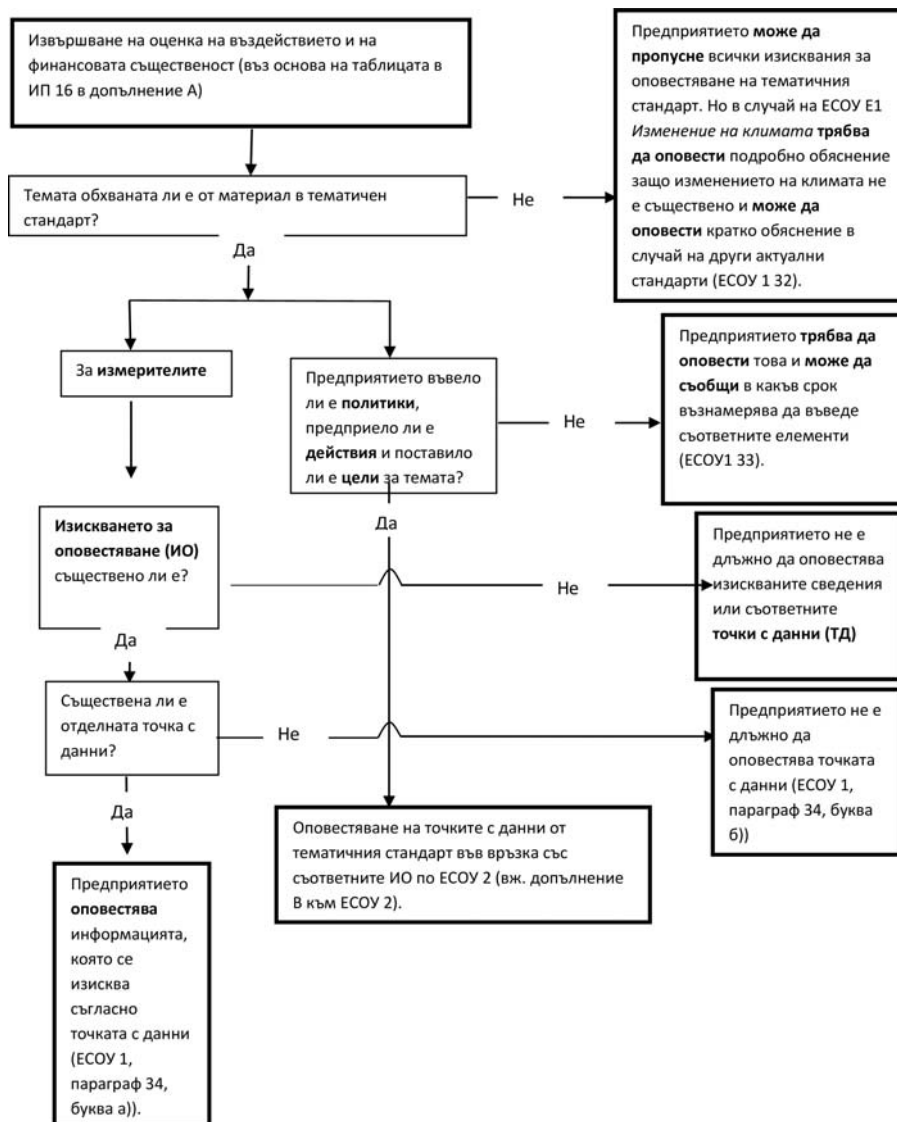 Извършване на оценка на въздействието и на
финансовата същественост (въз основа на таблицата в
ИП 16 в допълнение А)
Предприятието може да
пропусне всички изисквания за
оповестяване на тематичния
стандарт. Но в случай на ЕСОУ Е1
Изменение на климата трябва
да оповести подробно обяснение
защо изменението на климата не
е съществено и може да
оповести кратко обяснение в
случай на други актуални
стандарти (ЕСОУ 1 32).
Темата обхваната ли е от материал в тематичен
стандарт?
Не
Да
За измерителите
Предприятието въвело
ли е политики,
предприело ли е
действия и поставило
ли е цели за темата?
Не
Предприятието трябва да
оповести това и може да
съобщи в какъв срок
възнамерява да въведе
съответните елементи
(ЕСОУ1 33).
Да
Изискването за
оповестяване (ИО)
съществено ли е?
Не
Предприятието не е
длъжно да оповестява
изискваните сведения
или съответните
точки с данни (ТД)
Да
Съществена ли е
отделната точка с
данни?
Не
Предприятието не е
длъжно да
оповестява точката
с данни (ЕСОУ 1,
параграф 34, буква
б))
Да
Оповестяване на точките с данни от
тематичния стандарт във връзка със
съответните ИО по ЕСОУ 2 (вж. допълнение
В към ЕСОУ 2).
Предприятието
оповестява
информацията,
която се
изисква
съгласно
точката с данни
(ЕСОУ 1,
параграф 34,
буква а)).